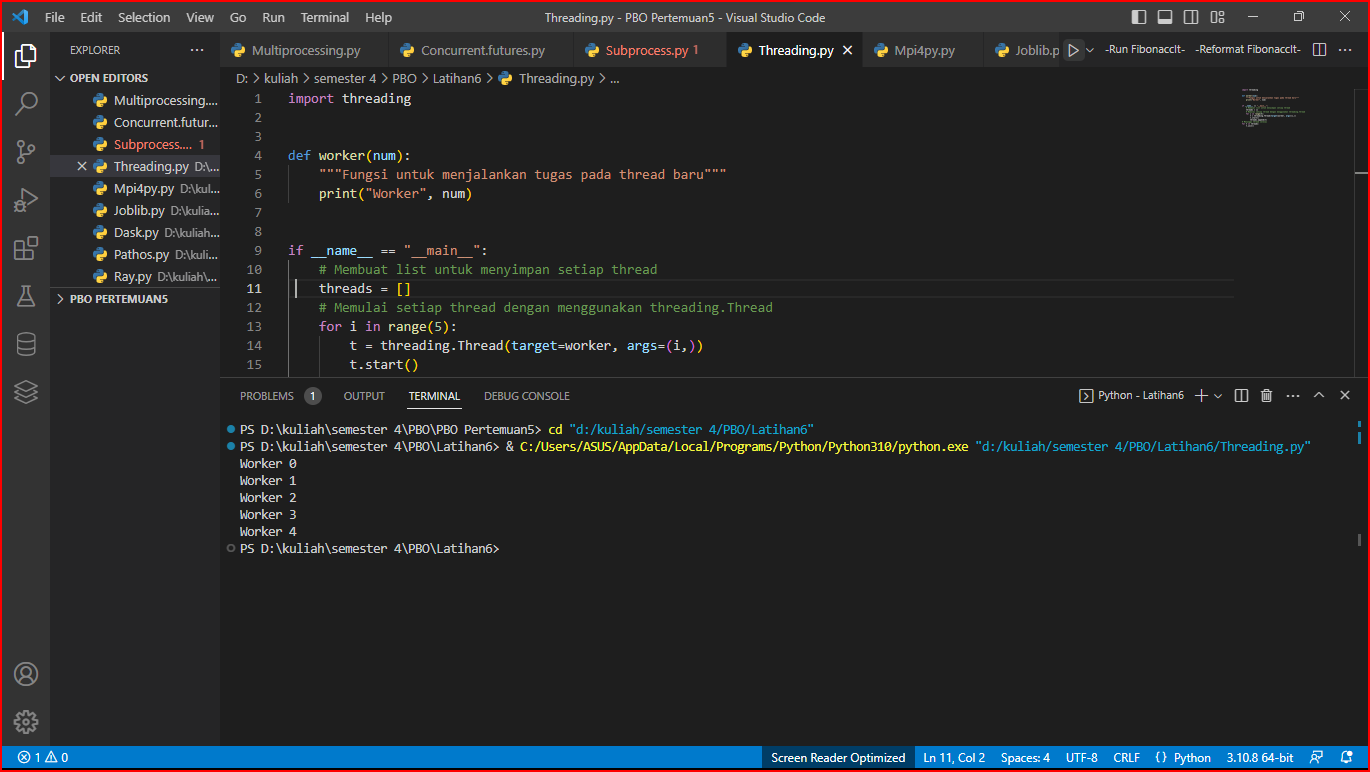 File Edit Selection View Go Run Terminal Help Threading.py - PBO Pertemuan5 - Visual Studio Code
EXPLORER ...
Multiprocessing.py Concurrent.futures.py Subprocess.py 1 Threading.py Mpi4py.py Joblib.p -Run FibonaccIt- -Reformat FibonaccIt- ...
OPEN EDITORS
Multiprocessing....
Concurrent.futur...
Subprocess.... 1
Threading.py D:\...
Mpi4py.py D:\kul...
Joblib.py D:\kulia...
Dask.py D:\kuliah...
Pathos.py D:\kuli...
Ray.py D:\kuliah\...
PBO PERTEMUAN5
D: > kuliah > semester 4 > PBO > Latihan6 > Threading.py > ...
1 import threading
2
3
4 def worker(num):
5 """Fungsi untuk menjalankan tugas pada thread baru"""
6 print("Worker", num)
7
8
9 if __name__ == "__main__":
10 # Membuat list untuk menyimpan setiap thread
11 threads = []
12 # Memulai setiap thread dengan menggunakan threading.Thread
13 for i in range(5):
14 t = threading.Thread(target=worker, args=(i,))
15 t.start()
PROBLEMS 1 OUTPUT TERMINAL DEBUG CONSOLE Python - Latihan6 ...
PS D:\kuliah\semester 4\PBO\PBO Pertemuan5> cd "d:/kuliah/semester 4/PBO/Latihan6"
PS D:\kuliah\semester 4\PBO\Latihan6> & C:/Users/ASUS/AppData/Local/Programs/Python/Python310/python.exe "d:/kuliah/semester 4/PBO/Latihan6/Threading.py"
Worker 0
Worker 1
Worker 2
Worker 3
Worker 4
PS D:\kuliah\semester 4\PBO\Latihan6>
1 0 Screen Reader Optimized Ln 11, Col 2 Spaces: 4 UTF-8 CRLF {} Python 3.10.8 64-bit